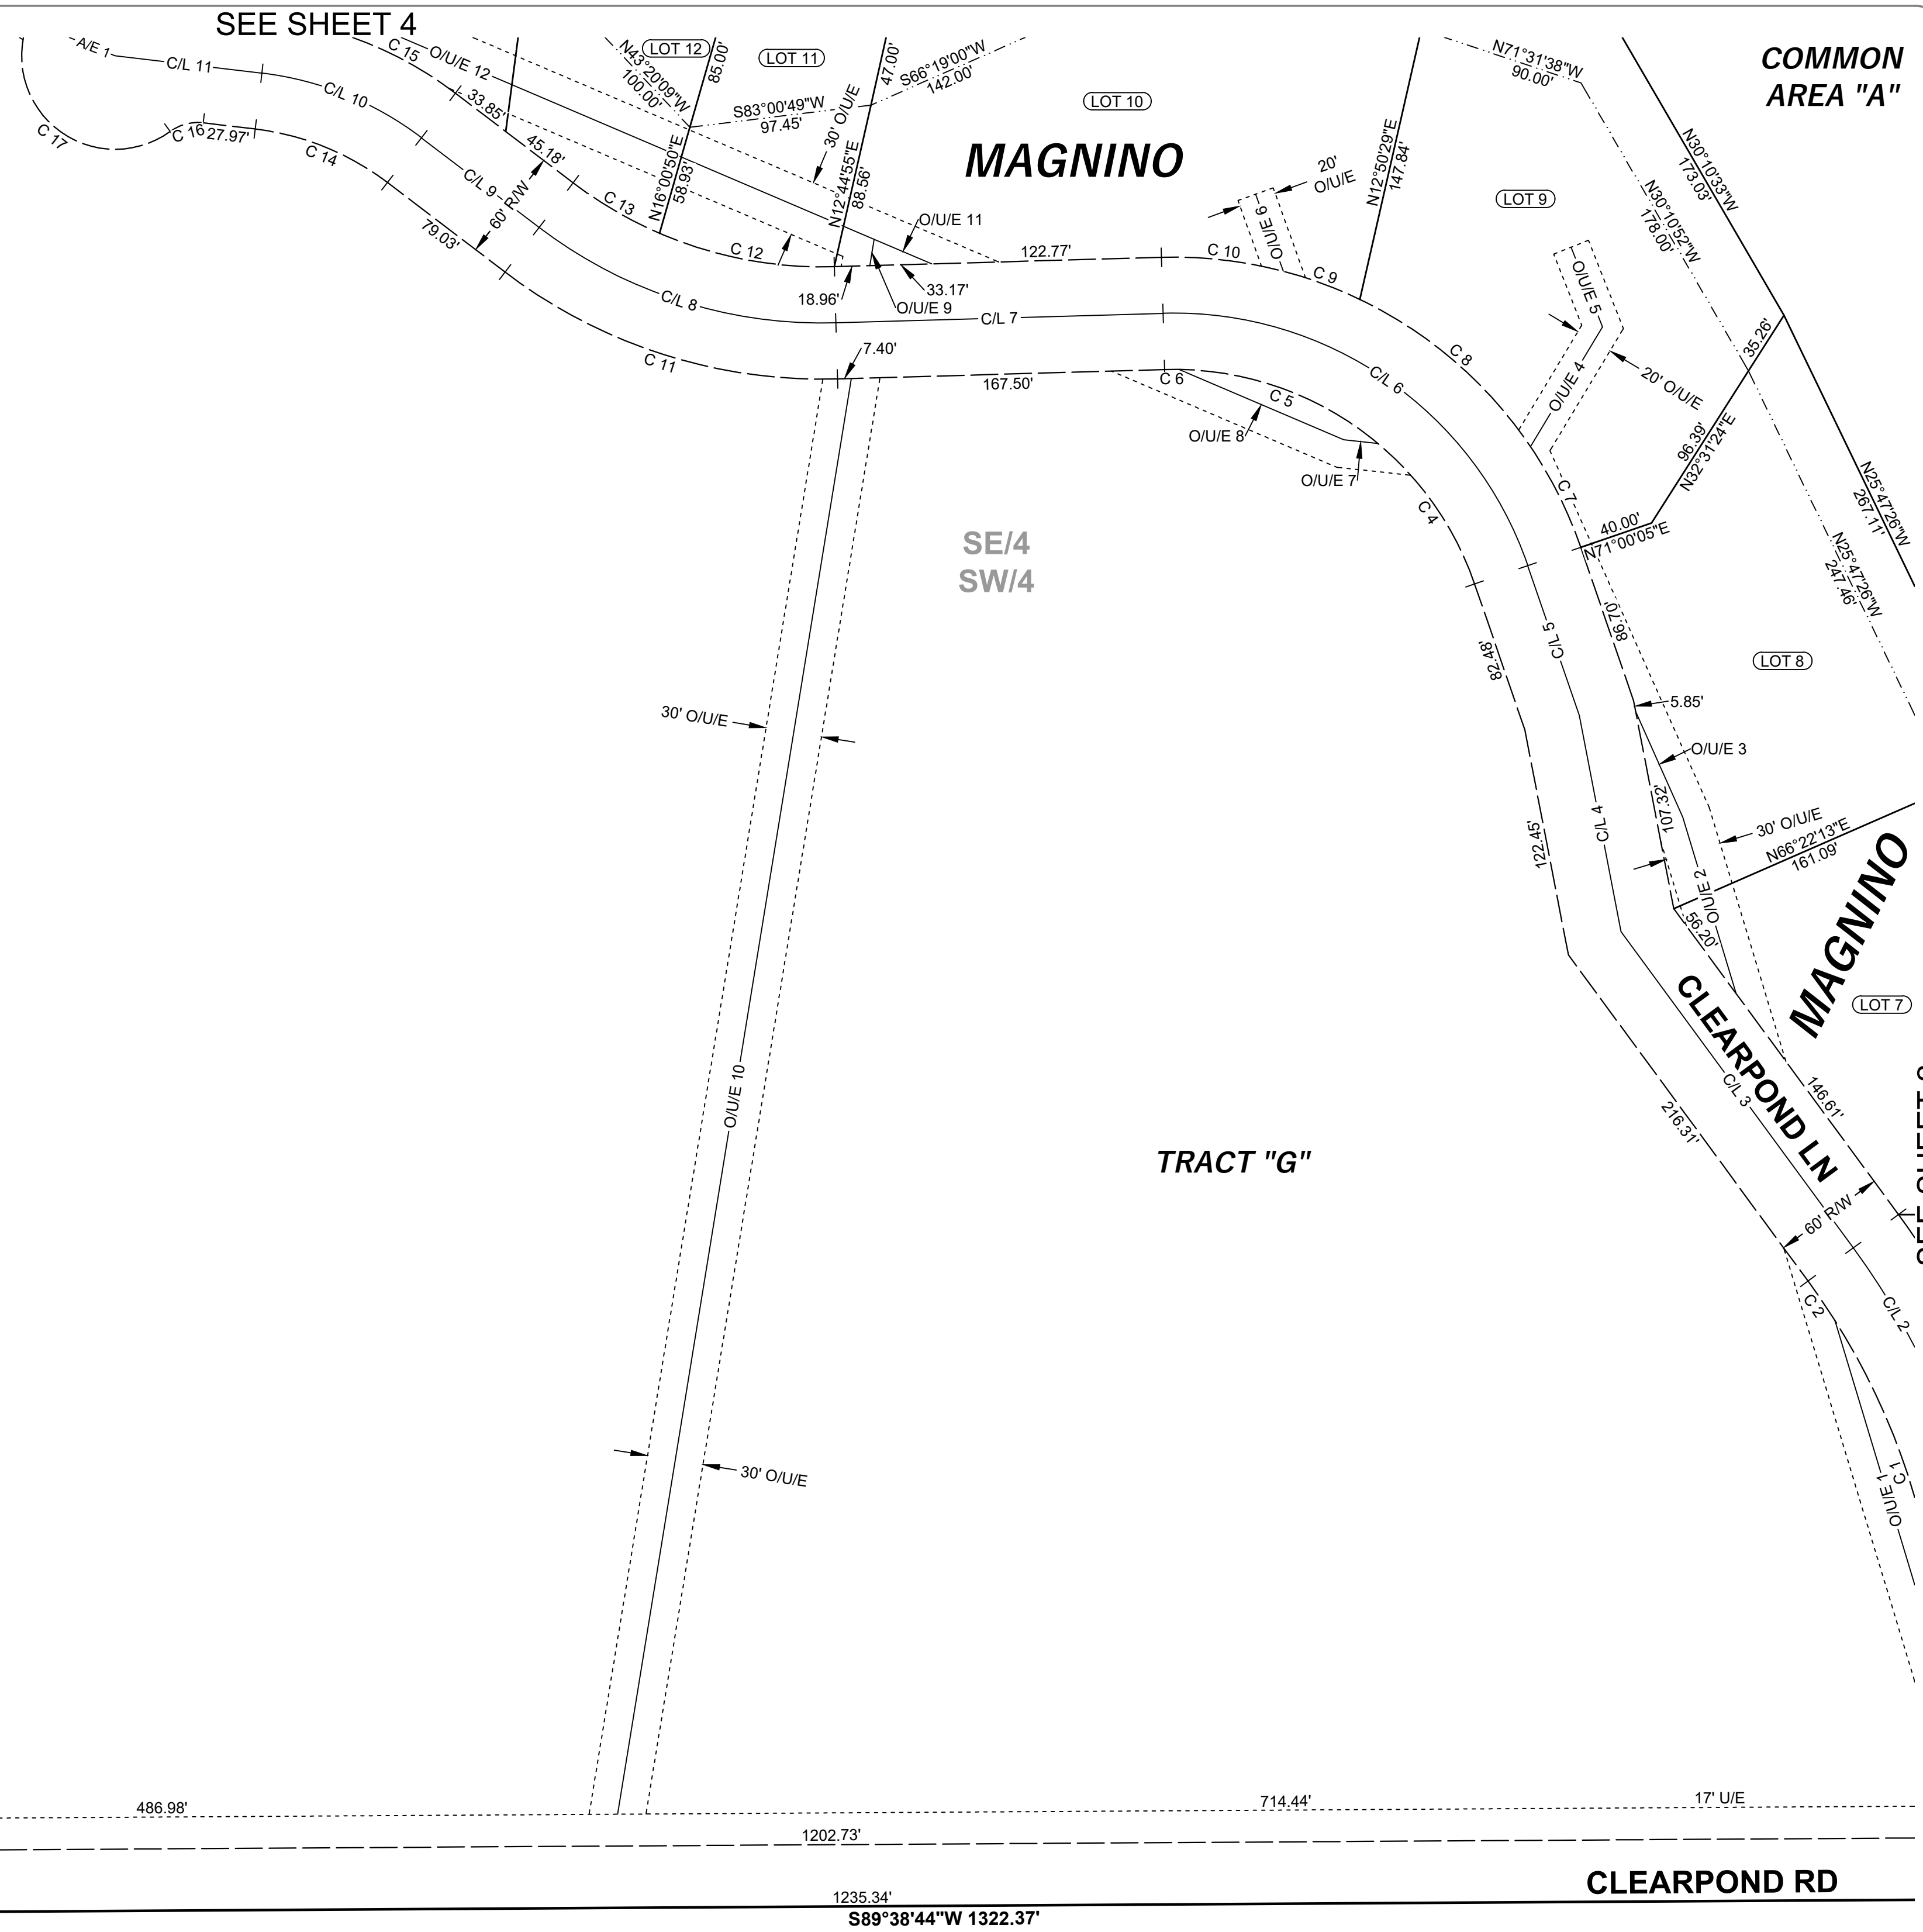 SEE SHEET 4
COMMON
AREA "A"
A/E 1
C/L 11
C 15
O/U/E 12
N43°20'09"W
100.00'
LOT 12
85.00'
LOT 11
47.00'
S66°19'00"W
142.00'
LOT 10
N71°31'38"W
90.00'
C/L 10
33.85'
S83°00'49"W
97.45'
30' O/U/E
C 17
C 16
27.97'
C 14
45.18'
C/L 9
60' R/W
C 13
79.03'
N16°00'50"E
58.93'
N12°44'55"E
88.56'
MAGNINO
20'
O/U/E
O/U/E 6
N12°50'29"E
147.84'
LOT 9
N30°10'33"W
173.03'
N30°10'52"W
178.00'
O/U/E 11
C 12
122.77'
C 10
C 9
18.96'
33.17'
O/U/E 9
C/L 8
C/L 7
O/U/E 5
35.26'
C 11
7.40'
167.50'
C 6
C 5
C/L 6
C 8
O/U/E 4
20' O/U/E
O/U/E 8
O/U/E 7
C 4
C 7
96.39'
N32°31'24"E
40.00'
N71°00'05"E
N25°47'26"W
267.11'
N25°47'26"W
247.46'
SE/4
SW/4
82.48'
C/L 5
86.70'
LOT 8
5.85'
30' O/U/E
O/U/E 3
122.45'
C/L 4
107.32'
30' O/U/E
N66°22'13"E
161.09'
O/U/E 2
56.20'
MAGNINO
LOT 7
CLEARPOND LN
C/L 3
146.61'
216.31'
O/U/E 10
TRACT "G"
60' R/W
C 2
C/L 2
30' O/U/E
C 1
O/U/E 1
486.98'
714.44'
17' U/E
1202.73'
CLEARPOND RD
1235.34'
S89°38'44"W 1322.37'